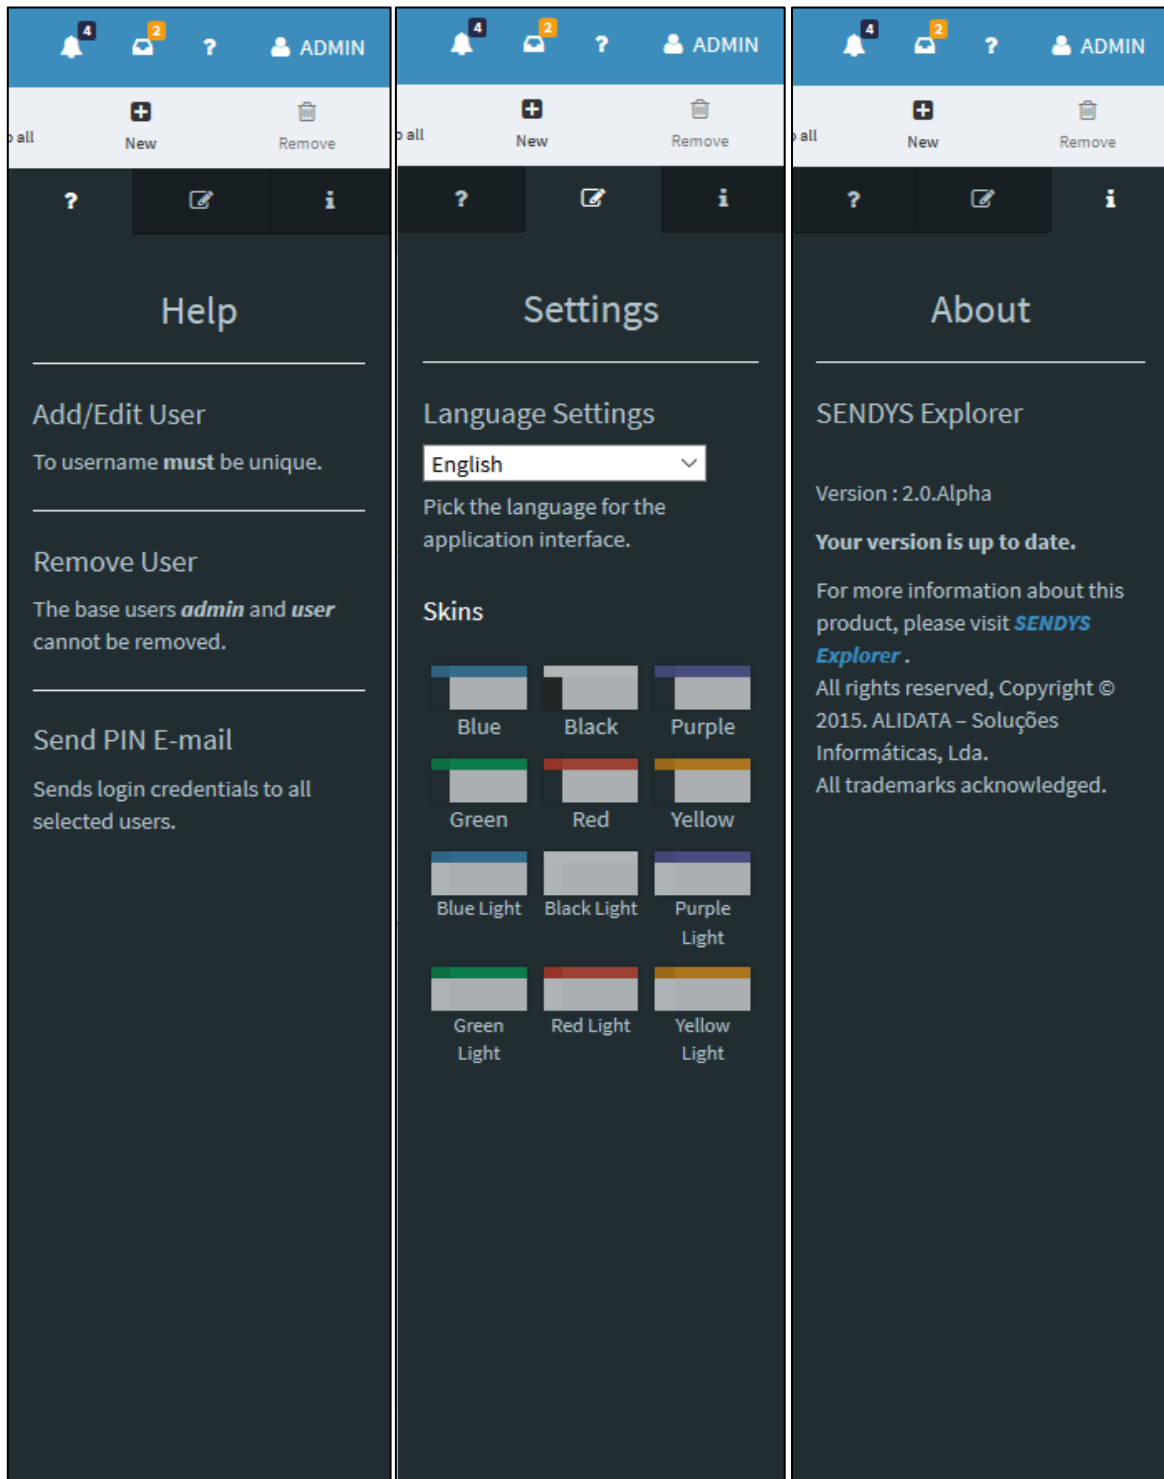 4
2
?
ADMIN
all
New
Remove
?
i
Help
Add/Edit User
To username must be unique.
Remove User
The base users admin and user
cannot be removed.
Send PIN E-mail
Sends login credentials to all
selected users.
4
2
?
ADMIN
all
New
Remove
?
i
Settings
Language Settings
English
Pick the language for the
application interface.
Skins
Blue Black Purple
Green Red Yellow
Blue Light Black Light Purple
Light
Green Red Light Yellow
Light Light
4
2
?
ADMIN
all
New
Remove
?
i
About
SENDYS Explorer
Version : 2.0.Alpha
Your version is up to date.
For more information about this
product, please visit SENDYS
Explorer .
All rights reserved, Copyright ©
2015. ALIDATA – Soluções
Informáticas, Lda.
All trademarks acknowledged.